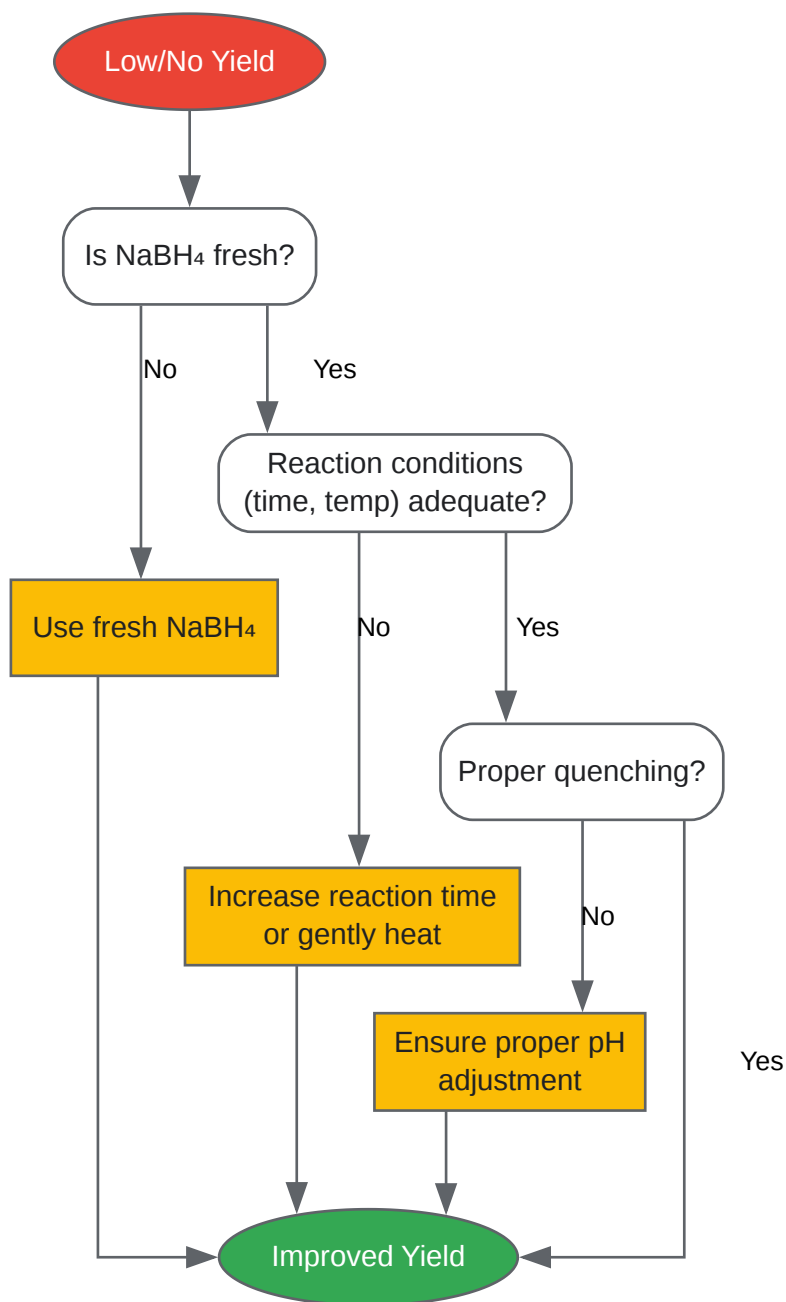 Low/No Yield
Is NaBH₄ fresh?
No
Yes
Reaction conditions
(time, temp) adequate?
Use fresh NaBH₄
No
Yes
Proper quenching?
Increase reaction time
or gently heat
No
Ensure proper pH
adjustment
Yes
Improved Yield